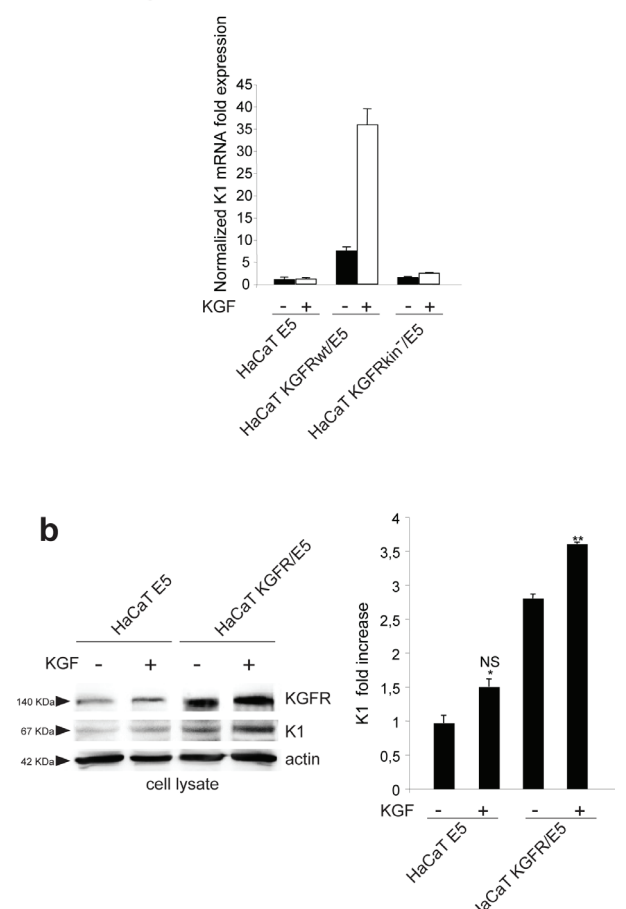 Normalized K1 mRNA fold expression
45
40
35
30
25
20
15
10
5
0
KGF - + - + - +
HaCaT E5
HaCaT KGFRwt/E5
HaCaT KGFRkin⁻/E5
b
HaCaT E5
HaCaT KGFR/E5
KGF - + - +
140 KDa KGFR
67 KDa K1
42 KDa actin
cell lysate
K1 fold increase
4
3,5
3
2,5
2
1,5
1
0,5
0
NS
*
**
KGF - + - +
HaCaT E5
HaCaT KGFR/E5